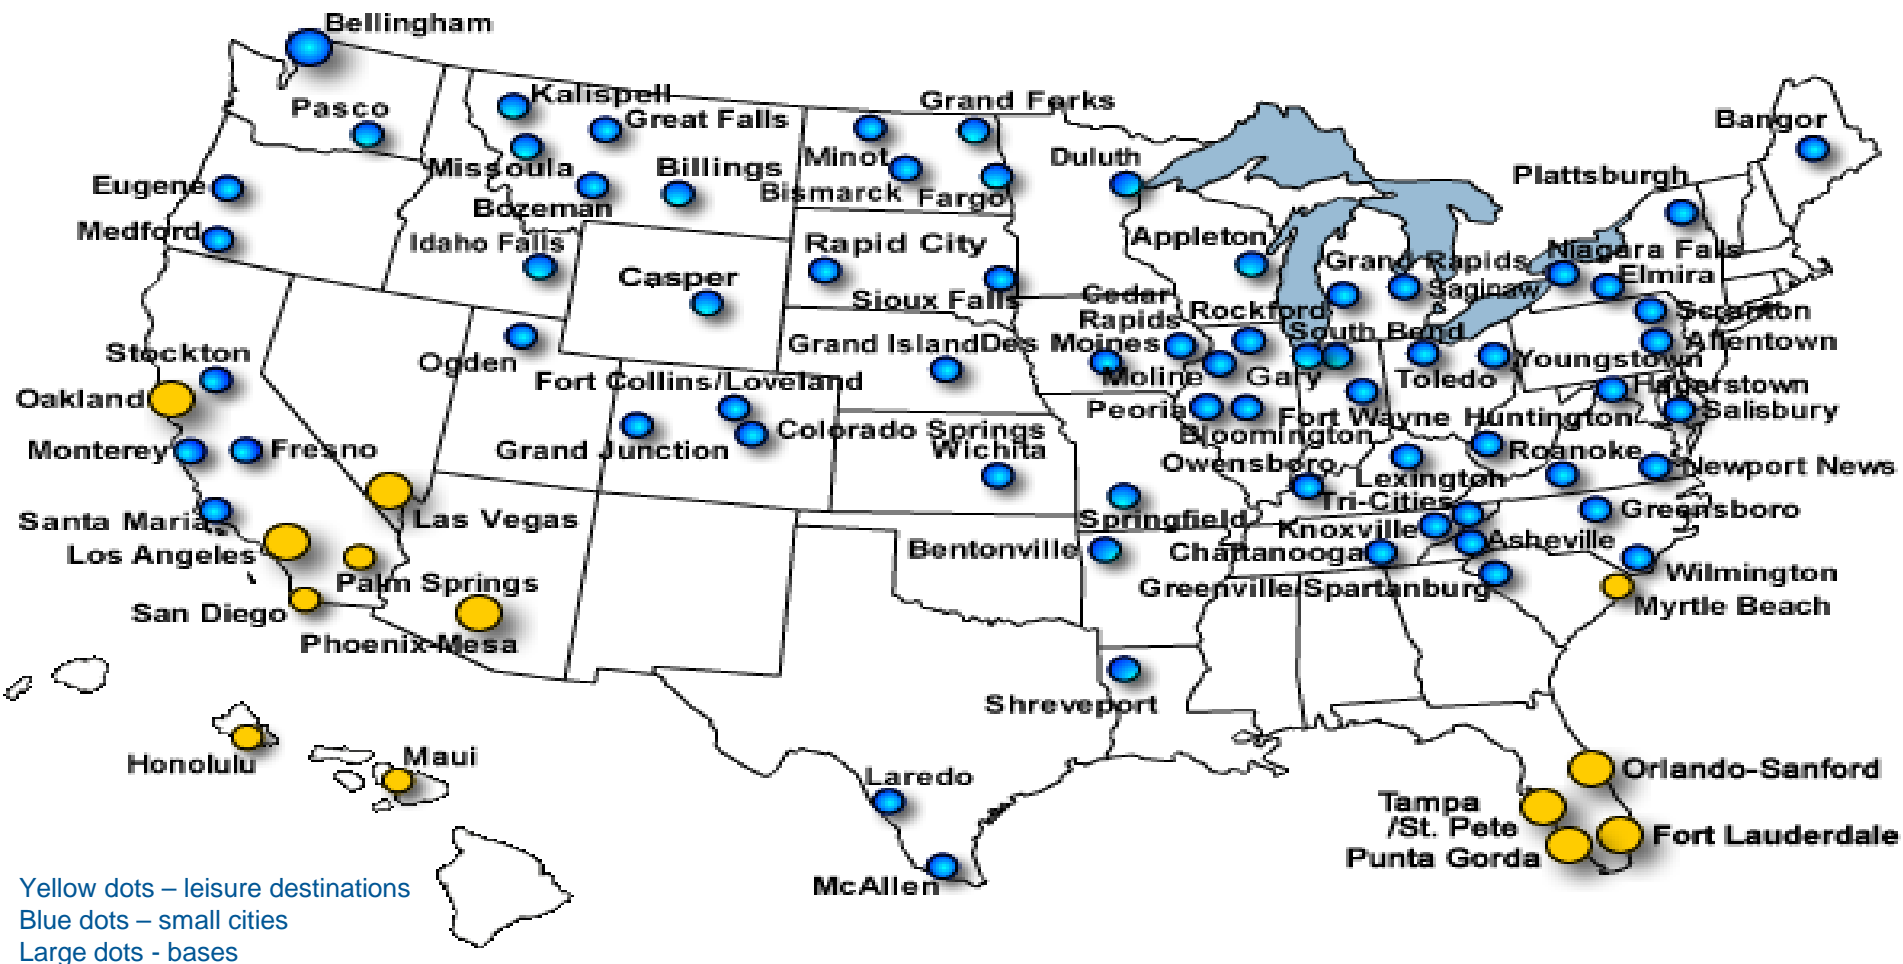 Bellingham
Kalispell
Grand Forks
Pasco
Great Falls
Bangor
Minot
Duluth
Missoula
Billings
Plattsburgh
Eugene
Bismarck
Fargo
Bozeman
Medford
Idaho Falls
Rapid City
Appleton
Niagara Falls
Grand Rapids
Elmira
Casper
Saginaw
Sioux Falls
Cedar
Rapids
Rockford
Scranton
South Bend
Stockton
Ogden
Grand Island
Des Moines
Allentown
Youngstown
Fort Collins/Loveland
Moline
Gary
Toledo
Hagerstown
Oakland
Peoria
Fort Wayne
Huntington
Salisbury
Colorado Springs
Bloomington
Monterey
Fresno
Grand Junction
Wichita
Roanoke
Owensboro
Lexington
Newport News
Tri-Cities
Santa Maria
Las Vegas
Springfield
Knoxville
Greensboro
Los Angeles
Bentonville
Chattanooga
Asheville
Palm Springs
Greenville/Spartanburg
Wilmington
San Diego
Myrtle Beach
Phoenix-Mesa
Shreveport
Honolulu
Maui
Laredo
Orlando-Sanford
Tampa
/St. Pete
Fort Lauderdale
Punta Gorda
McAllen
Yellow dots – leisure destinations
Blue dots – small cities
Large dots - bases